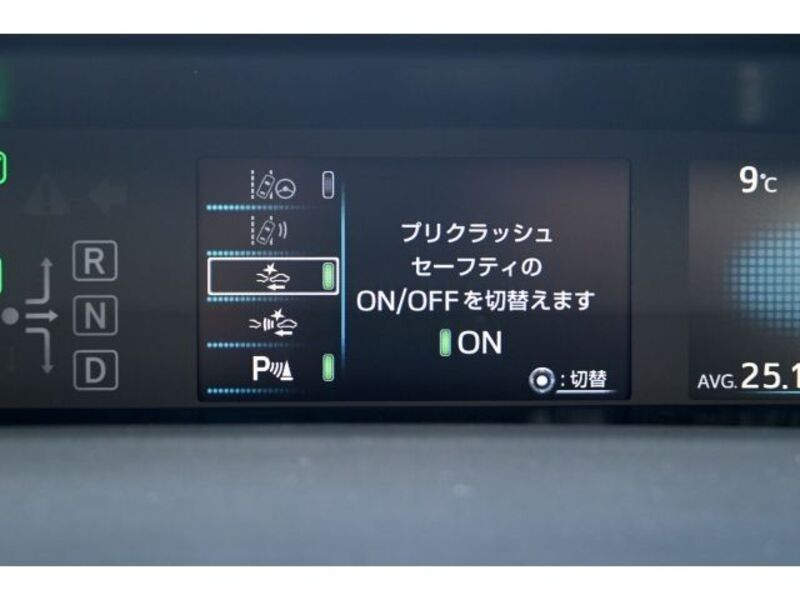 プリクラッシュ
セーフティの
ON/OFFを切替えます
ON
:切替
R
N
D
P
9℃
AVG. 25.1